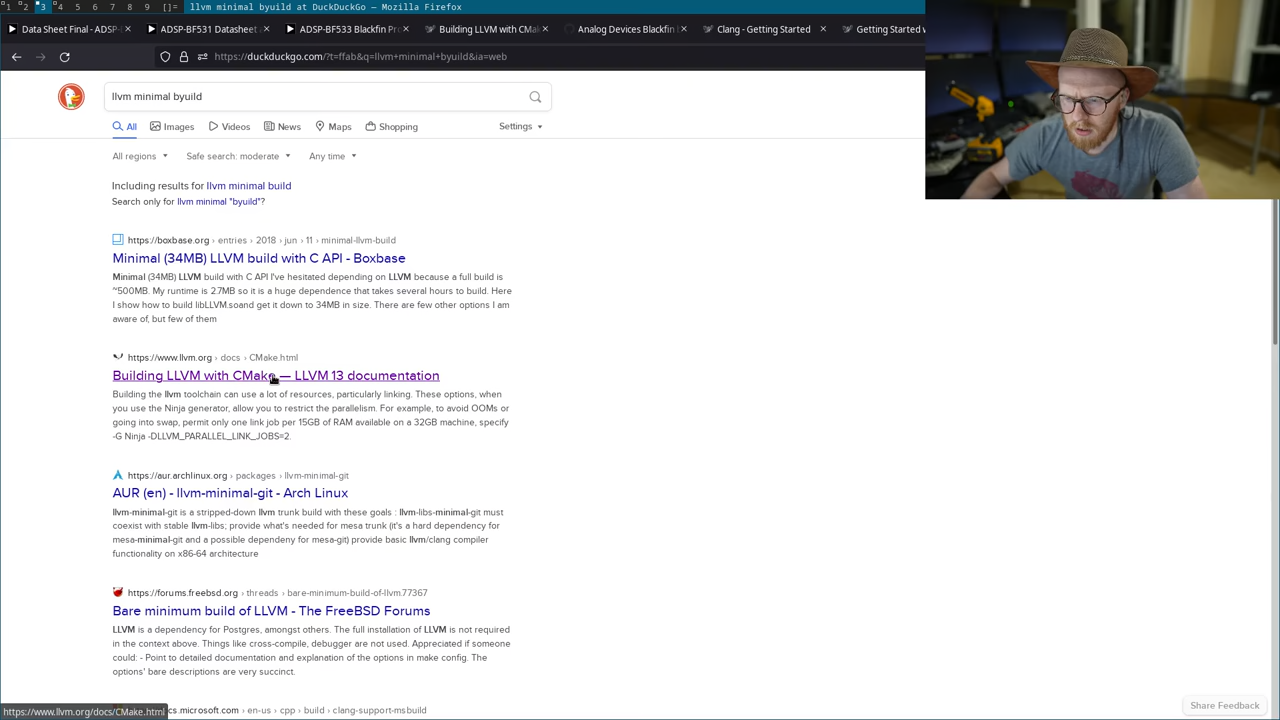 1 2 3 4 5 6 7 8 9 []= llvm minimal byuild at DuckDuckGo — Mozilla Firefox
Data Sheet Final - ADSP-
ADSP-BF531 Datasheet
ADSP-BF533 Blackfin Pr
Building LLVM with CMa
Analog Devices Blackfin
Clang - Getting Started
Getting Started
https://duckduckgo.com/?t=ffab&q=llvm+minimal+byuild&ia=web
llvm minimal byuild
All Images Videos News Maps Shopping Settings
All regions Safe search: moderate Any time
Including results for llvm minimal build
Search only for llvm minimal "byuild"?
https://boxbase.org › entries › 2018 › jun › 11 › minimal-llvm-build
Minimal (34MB) LLVM build with C API - Boxbase
Minimal (34MB) LLVM build with C API I've hesitated depending on LLVM because a full build is
~500MB. My runtime is 2.7MB so it is a huge dependence that takes several hours to build. Here
I show how to build libLLVM.soand get it down to 34MB in size. There are few other options I am
aware of, but few of them
https://www.llvm.org › docs › CMake.html
Building LLVM with CMake — LLVM 13 documentation
Building the llvm toolchain can use a lot of resources, particularly linking. These options, when
you use the Ninja generator, allow you to restrict the parallelism. For example, to avoid OOMs or
going into swap, permit only one link job per 15GB of RAM available on a 32GB machine, specify
-G Ninja -DLLVM_PARALLEL_LINK_JOBS=2.
https://aur.archlinux.org › packages › llvm-minimal-git
AUR (en) - llvm-minimal-git - Arch Linux
llvm-minimal-git is a stripped-down llvm trunk build with these goals : llvm-libs-minimal-git must
coexist with stable llvm-libs; provide what's needed for mesa trunk (it's a hard dependency for
mesa-minimal-git and a possible dependeny for mesa-git) provide basic llvm/clang compiler
functionality on x86-64 architecture
https://forums.freebsd.org › threads › bare-minimum-build-of-llvm.77367
Bare minimum build of LLVM - The FreeBSD Forums
LLVM is a dependency for Postgres, amongst others. The full installation of LLVM is not required
in the context above. Things like cross-compile, debugger are not used. Appreciated if someone
could: - Point to detailed documentation and explanation of the options in make config. The
options' bare descriptions are very succinct.
cs.microsoft.com › en-us › cpp › build › clang-support-msbuild
https://www.llvm.org/docs/CMake.html
Share Feedback